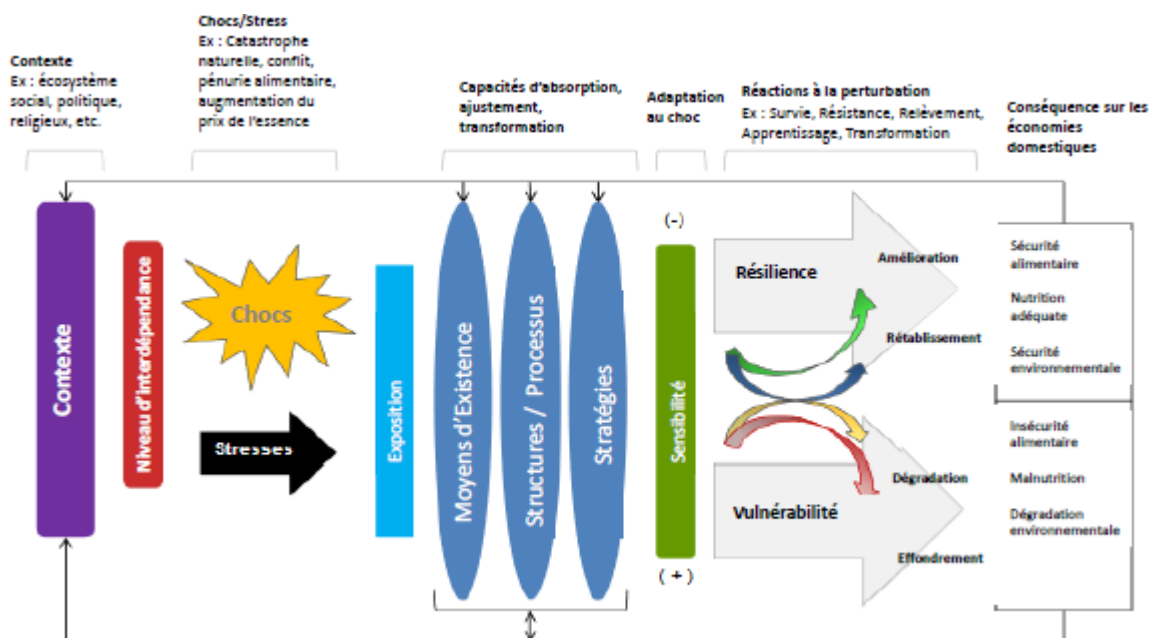 Contexte
Ex : écosystème
social, politique,
religieux, etc.
Chocs/Stress
Ex : Catastrophe
naturelle, conflit,
pénurie alimentaire,
augmentation du
prix de l'essence
Capacités d'absorption,
ajustement,
transformation
Adaptation
au choc
Réactions à la perturbation
Ex : Survie, Résistance, Relèvement,
Apprentissage, Transformation
Conséquence sur les
économies
domestiques
Contexte
Niveau d'interdépendance
Chocs
Stresses
Exposition
Moyens d'Existence
Structures / Processus
Stratégies
(-)
Sensibilité
(+)
Résilience
Amélioration
Rétablissement
Vulnérabilité
Dégradation
Effondrement
Sécurité
alimentaire
Nutrition
adéquate
Sécurité
environnementale
Insécurité
alimentaire
Malnutrition
Dégradation
environnementale